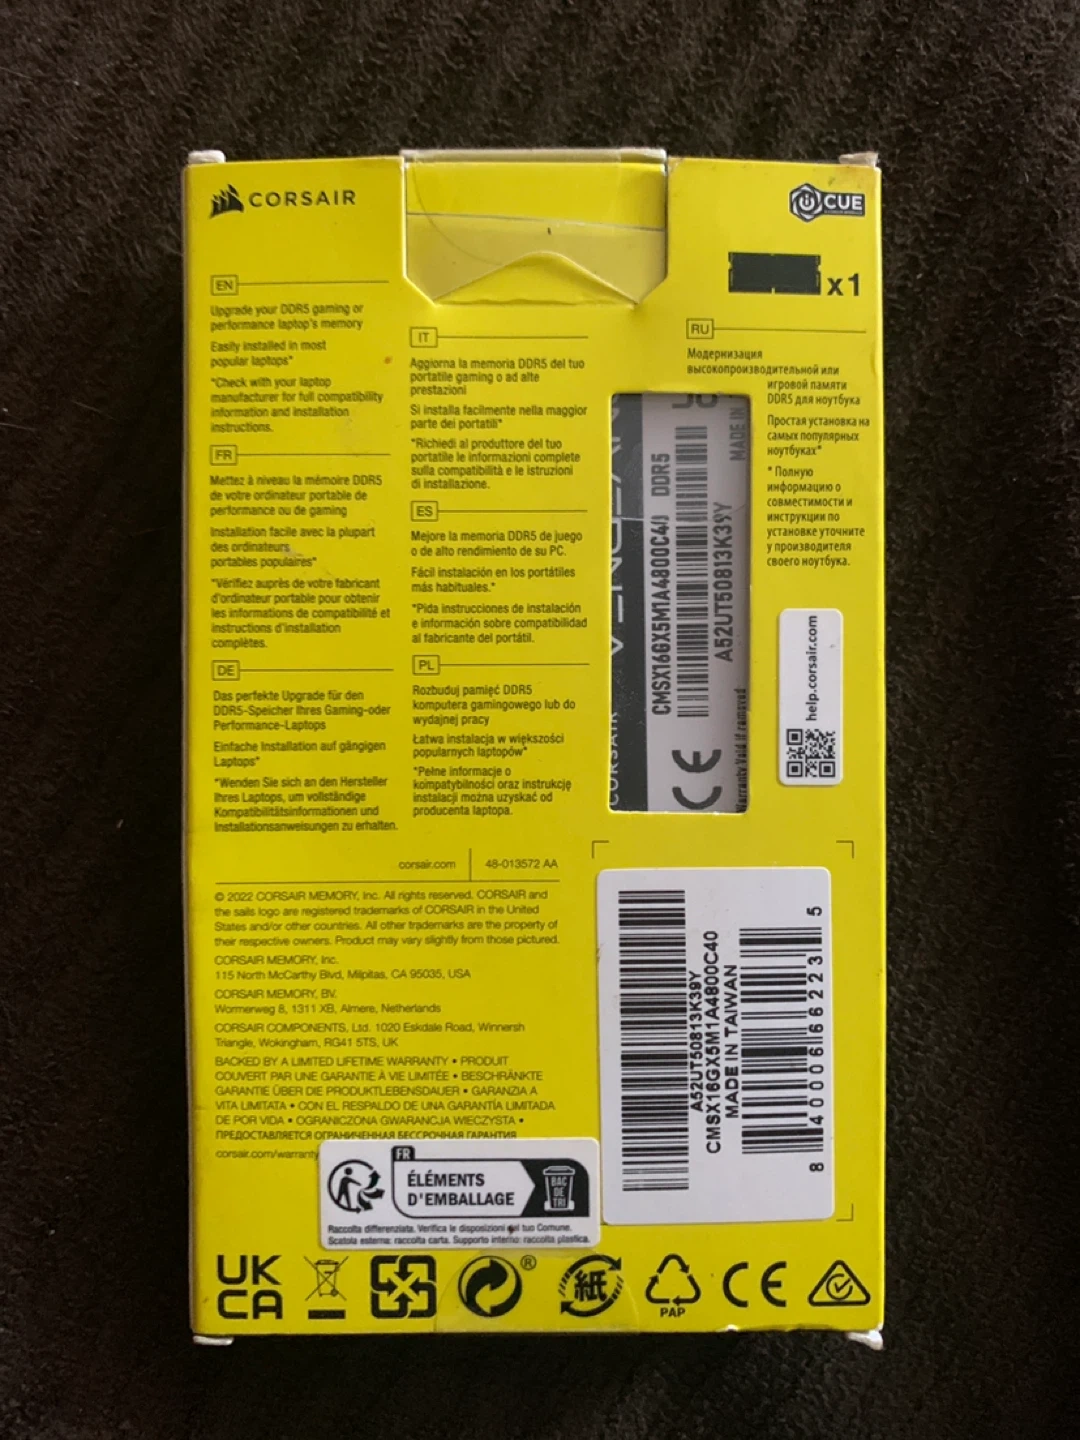 CORSAIR
iCUE
x1
EN
Upgrade your DDR5 gaming or
performance laptop's memory
Easily installed in most
popular laptops*
*Check with your laptop
manufacturer for full compatibility
information and installation
instructions.
FR
Mettez à niveau la mémoire DDR5
de votre ordinateur portable de
performance ou de gaming
Installation facile avec la plupart
des ordinateurs
portables populaires*
*Vérifiez auprès de votre fabricant
d'ordinateur portable pour obtenir
les informations de compatibilité et
instructions d'installation
complètes.
DE
Das perfekte Upgrade für den
DDR5-Speicher Ihres Gaming-oder
Performance-Laptops
Einfache Installation auf gängigen
Laptops*
*Wenden Sie sich an den Hersteller
Ihres Laptops, um vollständige
Kompatibilitätsinformationen und
Installationsanweisungen zu erhalten.
IT
Aggiorna la memoria DDR5 del tuo
portatile gaming o ad alte
prestazioni
Si installa facilmente nella maggior
parte dei portatili*
*Richiedi al produttore del tuo
portatile le informazioni complete
sulla compatibilità e le istruzioni
di installazione.
ES
Mejore la memoria DDR5 de juego
o de alto rendimiento de su PC.
Fácil instalación en los portátiles
más habituales.*
*Pida instrucciones de instalación
e información sobre compatibilidad
al fabricante del portátil.
PL
Rozbuduj pamięć DDR5
komputera gamingowego lub do
wydajnej pracy
Łatwa instalacja w większości
popularnych laptopów*
*Pełne informacje o
kompatybilności oraz instrukcję
instalacji można uzyskać od
producenta laptopa.
RU
Модернизация
высокопроизводительной или
игровой памяти
DDR5 для ноутбука
Простая установка на
самых популярных
ноутбуках*
* Полную
информацию о
совместимости и
инструкции по
установке уточните
у производителя
своего ноутбука.
CORSAIR VENGEANCE
CMSX16GX5M1A4800C40 DDR5
A52UT50813K39Y
MADE IN
CE
Warranty Void if removed
help.corsair.com
corsair.com
48-013572 AA
© 2022 CORSAIR MEMORY, Inc. All rights reserved. CORSAIR and
the sails logo are registered trademarks of CORSAIR in the United
States and/or other countries. All other trademarks are the property of
their respective owners. Product may vary slightly from those pictured.
CORSAIR MEMORY, Inc.
115 North McCarthy Blvd, Milpitas, CA 95035, USA
CORSAIR MEMORY, BV.
Wormerweg 8, 1311 XB, Almere, Netherlands
CORSAIR COMPONENTS, Ltd. 1020 Eskdale Road, Winnersh
Triangle, Wokingham, RG41 5TS, UK
BACKED BY A LIMITED LIFETIME WARRANTY • PRODUIT
COUVERT PAR UNE GARANTIE À VIE LIMITÉE • BESCHRÄNKTE
GARANTIE ÜBER DIE PRODUKTLEBENSDAUER • GARANZIA A
VITA LIMITATA • CON EL RESPALDO DE UNA GARANTÍA LIMITADA
DE POR VIDA • OGRANICZONA GWARANCJA WIECZYSTA •
ПРЕДОСТАВЛЯЕТСЯ ОГРАНИЧЕННАЯ БЕССРОЧНАЯ ГАРАНТИЯ
corsair.com/warranty
A52UT50813K39Y
CMSX16GX5M1A4800C40
MADE IN TAIWAN
8 40006 66223 5
FR
ÉLÉMENTS
D'EMBALLAGE
BAC
DE
TRI
Raccolta differenziata. Verifica le disposizioni del tuo Comune.
Scatola esterna: raccolta carta. Supporto interno: raccolta plastica.
UK
CA
®
紙
PAP
CE